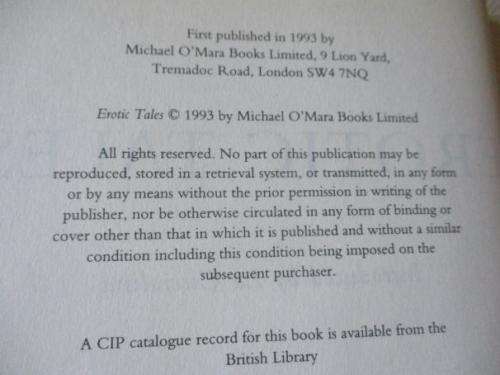 First published in 1993 by
Michael O'Mara Books Limited, 9 Lion Yard,
Tremadoc Road, London SW4 7NQ
Erotic Tales © 1993 by Michael O'Mara Books Limited
All rights reserved. No part of this publication may be
reproduced, stored in a retrieval system, or transmitted, in any form
or by any means without the prior permission in writing of the
publisher, nor be otherwise circulated in any form of binding or
cover other than that in which it is published and without a similar
condition including this condition being imposed on the
subsequent purchaser.
A CIP catalogue record for this book is available from the
British Library